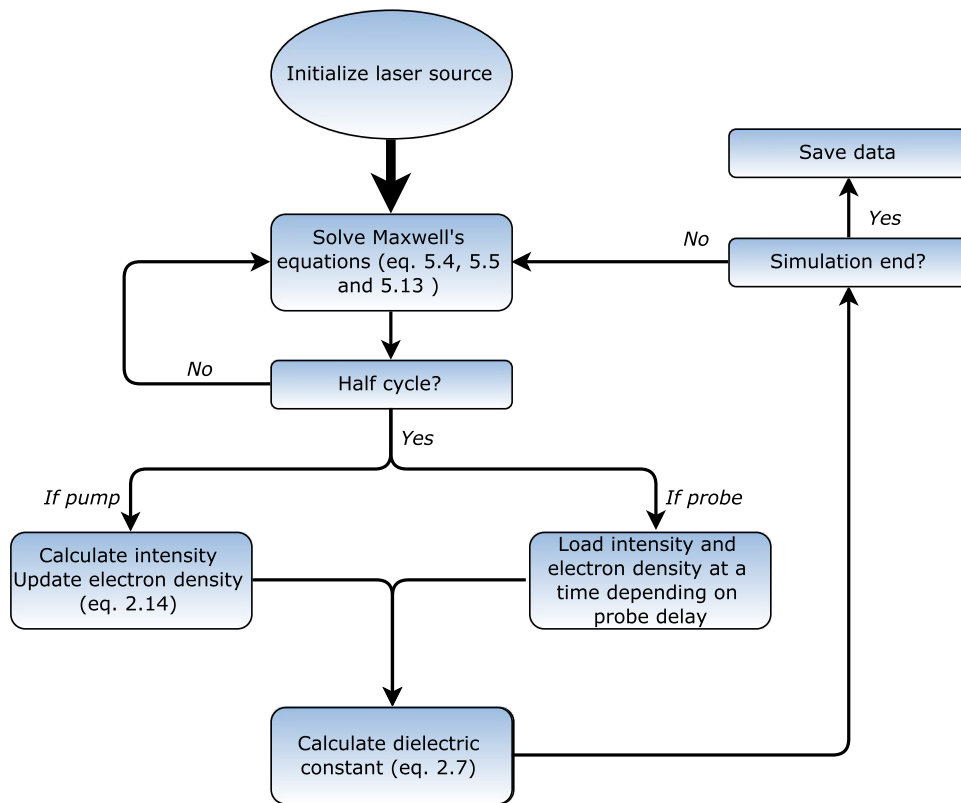 Initialize laser source
Save data
Yes
Simulation end?
No
Solve Maxwell's
equations (eq. 5.4, 5.5
and 5.13 )
No
Half cycle?
Yes
If pump
If probe
Calculate intensity
Update electron density
(eq. 2.14)
Load intensity and
electron density at a
time depending on
probe delay
Calculate dielectric
constant (eq. 2.7)